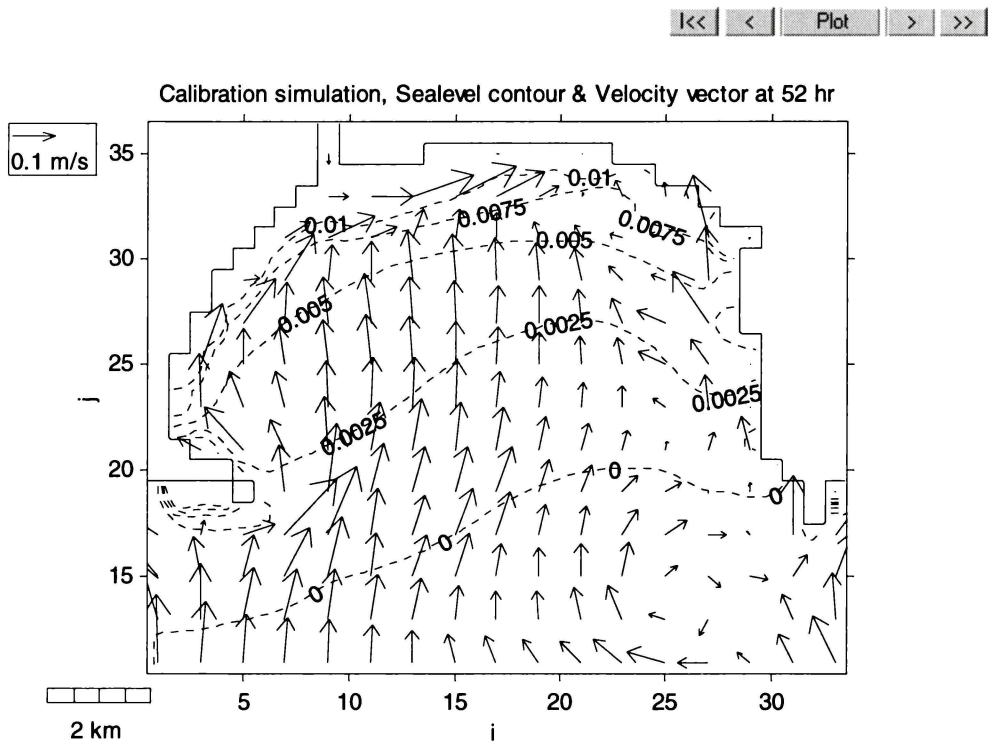 I<< < Plot > >>
Calibration simulation, Sealevel contour & Velocity vector at 52 hr
0.1 m/s
35
30
25
20
15
j
0.01
0.01
0.0075
0.0075
0.005
0.005
0.0025
0.0025
0.0025
0
0
0
0
5 10 15 20 25 30
i
2 km